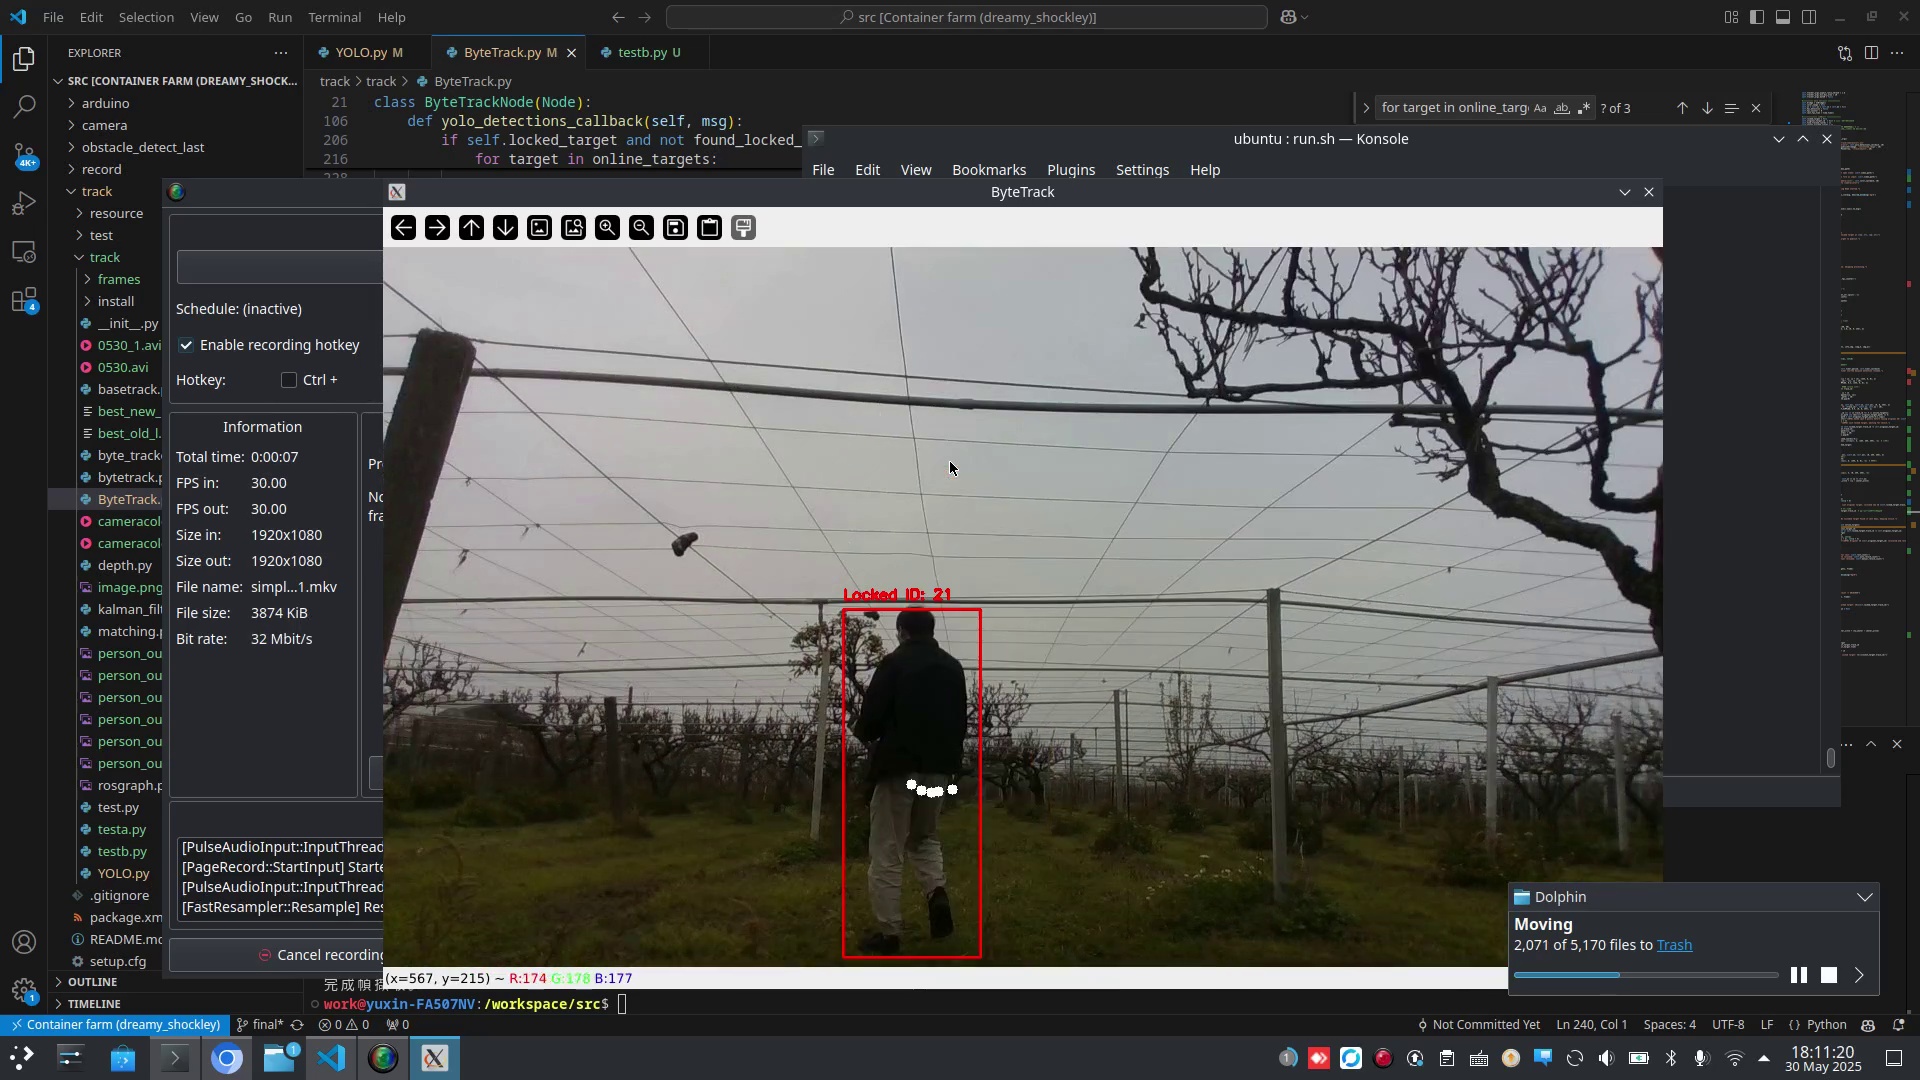 File Edit Selection View Go Run Terminal Help
src [Container farm (dreamy_shockley)]
EXPLORER
YOLO.py M
ByteTrack.py M
testb.py U
SRC [CONTAINER FARM (DREAMY_SHOCK...
track > track > ByteTrack.py
arduino
camera
obstacle_detect_last
record
track
resource
test
track
frames
install
__init__.py
0530_1.avi
0530.avi
basetrack.
best_new_
best_old_l.
byte_track
bytetrack.p
ByteTrack.
cameracol
cameracol
depth.py
image.png
kalman_filt
matching.p
person_ou
person_ou
person_ou
person_ou
person_ou
person_ou
rosgraph.p
test.py
testa.py
testb.py
YOLO.py
.gitignore
package.xm
README.md
setup.cfg
OUTLINE
TIMELINE
4K+
4
1
21 class ByteTrackNode(Node):
106 def yolo_detections_callback(self, msg):
206 if self.locked_target and not found_locked_
216 for target in online_targets:
for target in online_targ
Aa ab .*
? of 3
ubuntu : run.sh — Konsole
File Edit View Bookmarks Plugins Settings Help
Schedule: (inactive)
Enable recording hotkey
Hotkey: Ctrl +
Information
Total time: 0:00:07
FPS in: 30.00
FPS out: 30.00
Size in: 1920x1080
Size out: 1920x1080
File name: simpl...1.mkv
File size: 3874 KiB
Bit rate: 32 Mbit/s
Pr
No
fra
[PulseAudioInput::InputThread
[PageRecord::StartInput] Starte
[PulseAudioInput::InputThread
[FastResampler::Resample] Res
Cancel recording
ByteTrack
Locked ID: 21
(x=567, y=215) ~ R:174 G:178 B:177
完成幀擷取
work@yuxin-FA507NV:/workspace/src$
Dolphin
Moving
2,071 of 5,170 files to Trash
Container farm (dreamy_shockley)
final*
0 0
0
Not Committed Yet
Ln 240, Col 1
Spaces: 4
UTF-8
LF
{} Python
1
1
18:11:20
30 May 2025